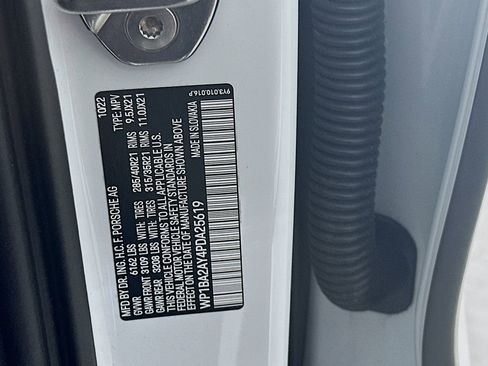 MFD BY DR. ING. H.C. F. PORSCHE AG 10/22
GVWR 6162 LBS TYPE: MPV
GAWR FRONT 3109 LBS WITH: TIRES 285/40R21 RIMS 9.5JX21
GAWR REAR 3208 LBS WITH: TIRES 315/35R21 RIMS 11.0JX21
THIS VEHICLE CONFORMS TO ALL APPLICABLE U.S.
FEDERAL MOTOR VEHICLE SAFETY STANDARDS IN
EFFECT ON THE DATE OF MANUFACTURE SHOWN ABOVE
WP1BA2AY4PDA25619 MADE IN SLOVAKIA
9Y3.010.016.P